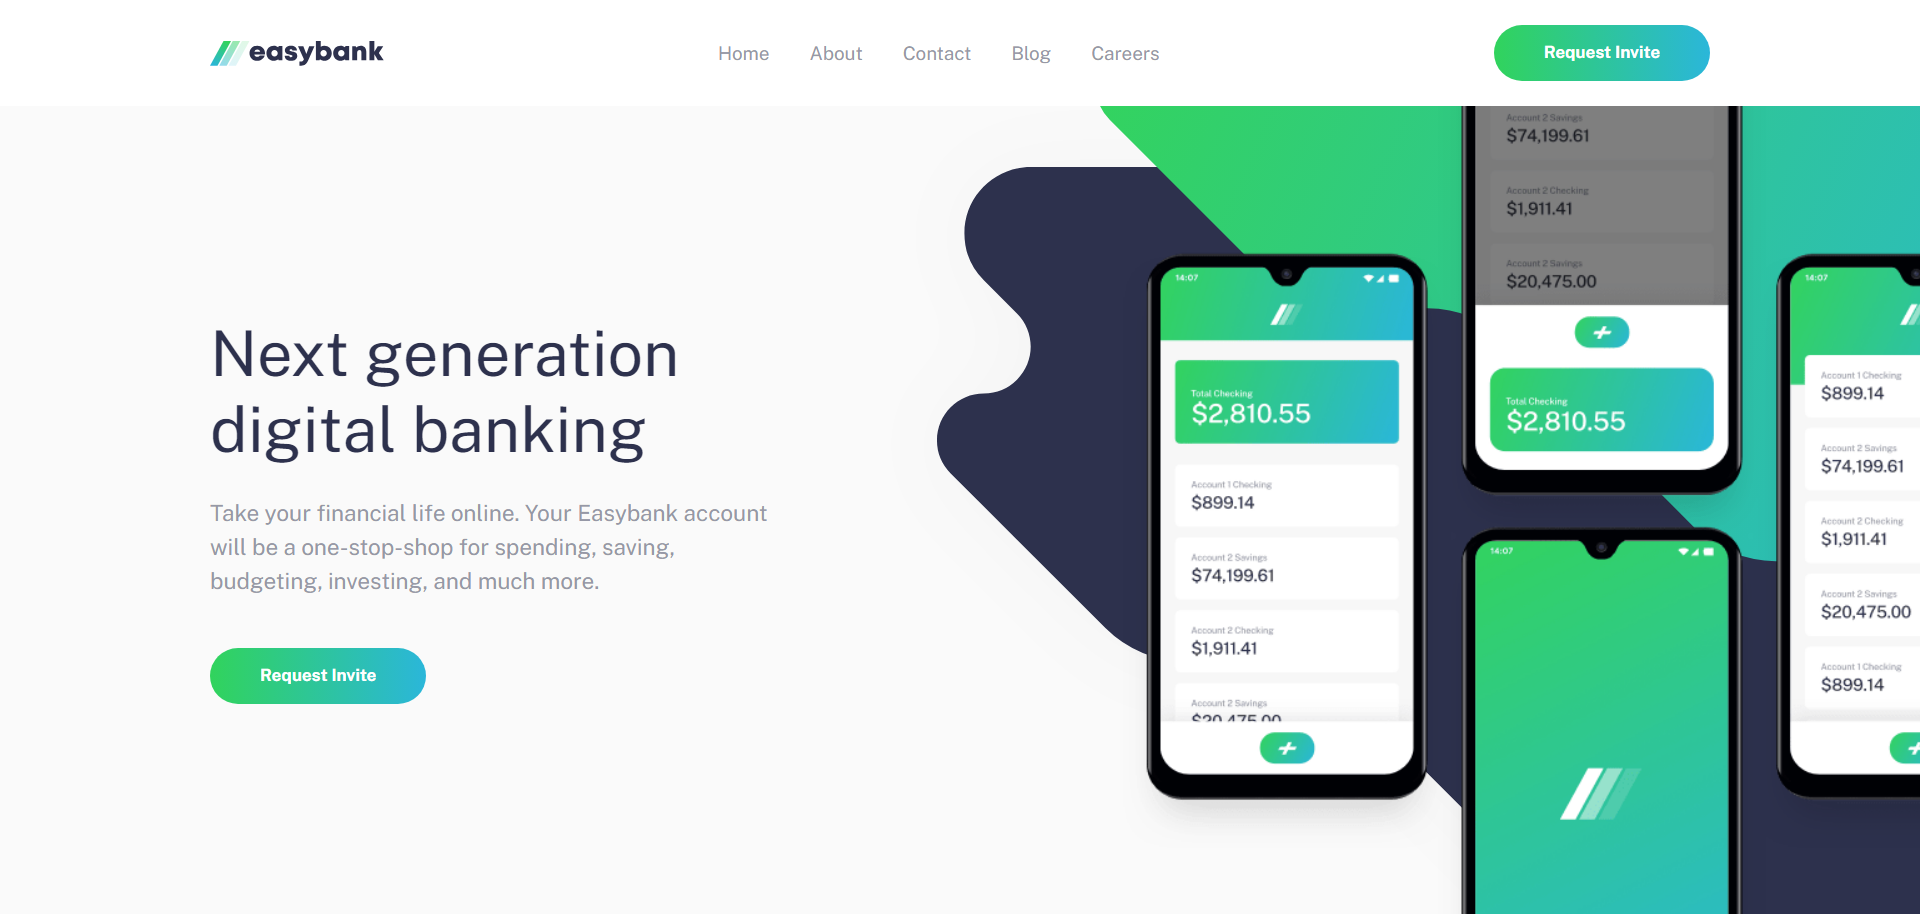 easybank
Home About Contact Blog Careers
Request Invite
Next generation
digital banking
Take your financial life online. Your Easybank account
will be a one-stop-shop for spending, saving,
budgeting, investing, and much more.
Request Invite
14:07
Total Checking
$2,810.55
Account 1 Checking
$899.14
Account 2 Savings
$74,199.61
Account 2 Checking
$1,911.41
Account 2 Savings
$20,475.00
Account 2 Savings
$74,199.61
Account 2 Checking
$1,911.41
Account 2 Savings
$20,475.00
Total Checking
$2,810.55
14:07
14:07
Account 1 Checking
$899.14
Account 2 Savings
$74,199.61
Account 2 Checking
$1,911.41
Account 2 Savings
$20,475.00
Account 1 Checking
$899.14